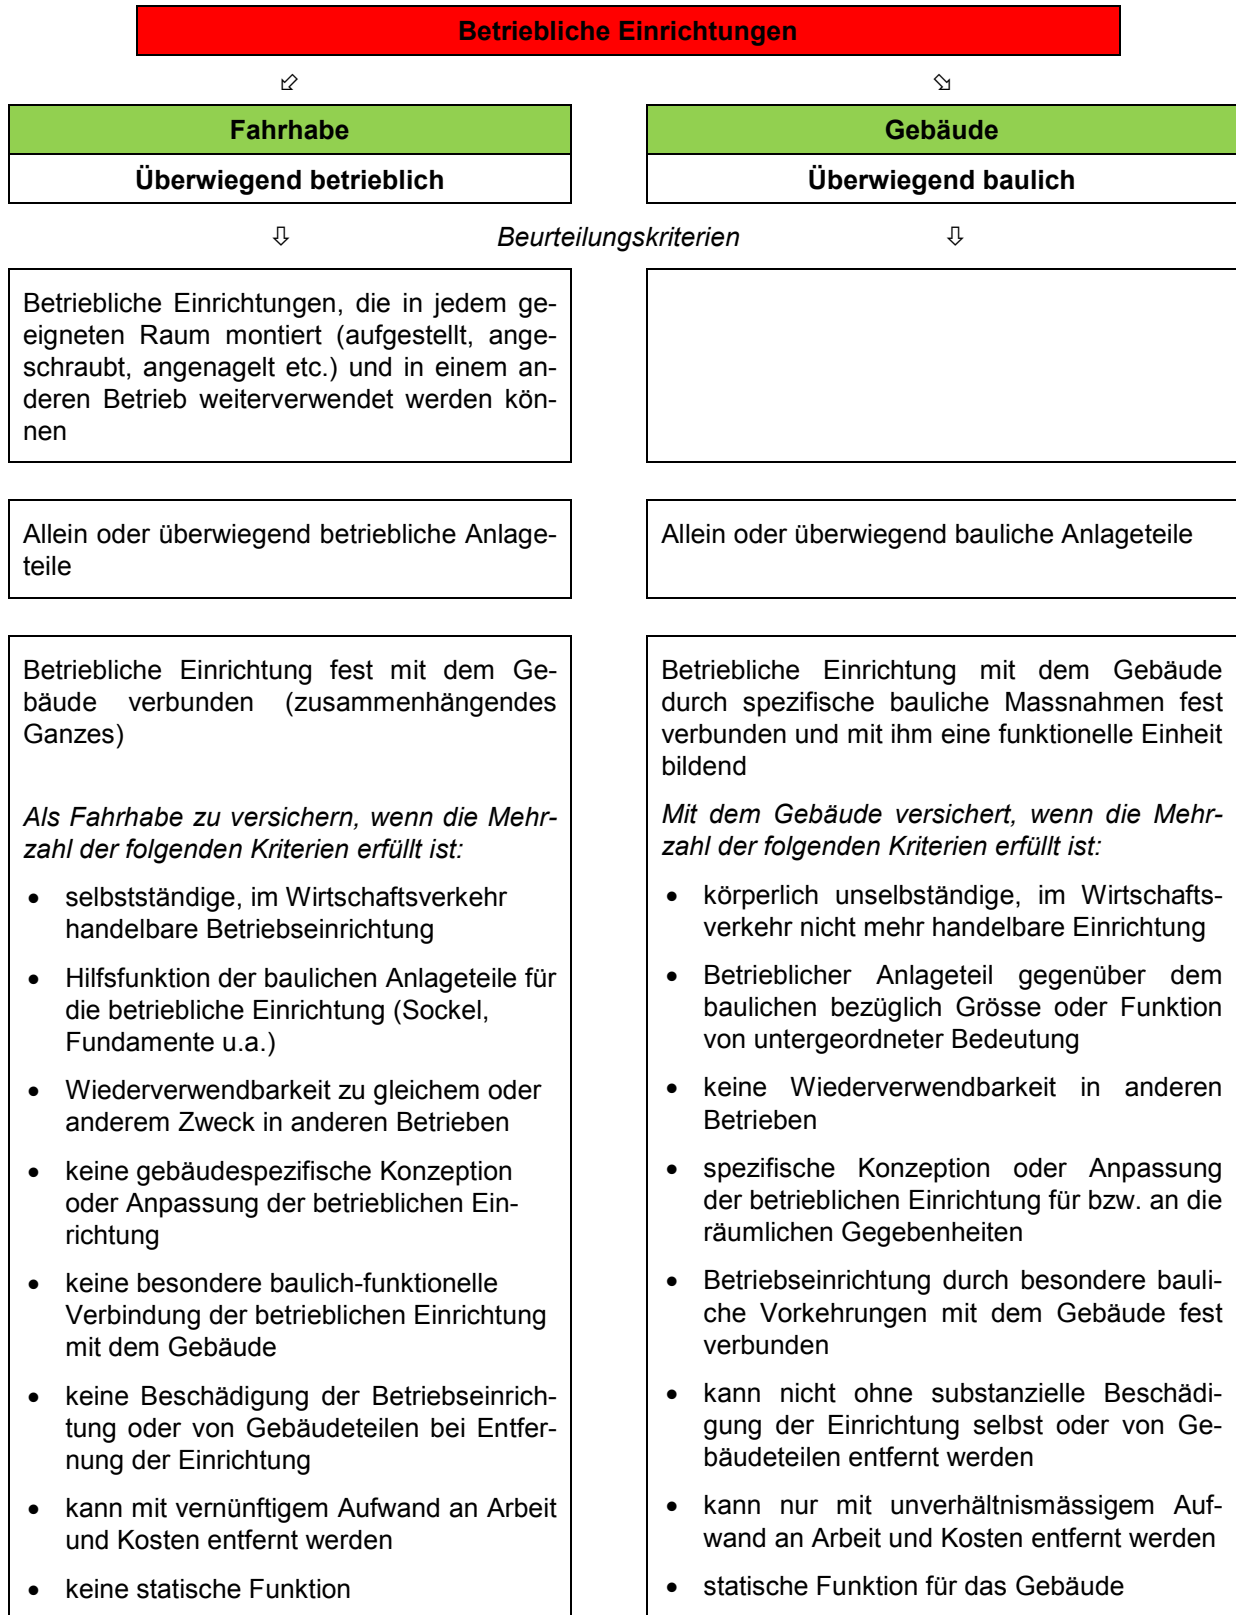 Betriebliche Einrichtungen
Fahrhabe
Überwiegend betrieblich
Gebäude
Überwiegend baulich
Beurteilungskriterien
Betriebliche Einrichtungen, die in jedem ge-
eigneten Raum montiert (aufgestellt, ange-
schraubt, angenagelt etc.) und in einem an-
deren Betrieb weiterverwendet werden kön-
nen
Allein oder überwiegend betriebliche Anlage-
teile
Allein oder überwiegend bauliche Anlageteile
Betriebliche Einrichtung fest mit dem Ge-
bäude verbunden (zusammenhängendes
Ganzes)
Als Fahrhabe zu versichern, wenn die Mehr-
zahl der folgenden Kriterien erfüllt ist:
• selbstständige, im Wirtschaftsverkehr
handelbare Betriebseinrichtung
• Hilfsfunktion der baulichen Anlageteile für
die betriebliche Einrichtung (Sockel,
Fundamente u.a.)
• Wiederverwendbarkeit zu gleichem oder
anderem Zweck in anderen Betrieben
• keine gebäudespezifische Konzeption
oder Anpassung der betrieblichen Ein-
richtung
• keine besondere baulich-funktionelle
Verbindung der betrieblichen Einrichtung
mit dem Gebäude
• keine Beschädigung der Betriebseinrich-
tung oder von Gebäudeteilen bei Entfer-
nung der Einrichtung
• kann mit vernünftigem Aufwand an Arbeit
und Kosten entfernt werden
• keine statische Funktion
Betriebliche Einrichtung mit dem Gebäude
durch spezifische bauliche Massnahmen fest
verbunden und mit ihm eine funktionelle Einheit
bildend
Mit dem Gebäude versichert, wenn die Mehr-
zahl der folgenden Kriterien erfüllt ist:
• körperlich unselbständige, im Wirtschafts-
verkehr nicht mehr handelbare Einrichtung
• Betrieblicher Anlageteil gegenüber dem
baulichen bezüglich Grösse oder Funktion
von untergeordneter Bedeutung
• keine Wiederverwendbarkeit in anderen
Betrieben
• spezifische Konzeption oder Anpassung
der betrieblichen Einrichtung für bzw. an die
räumlichen Gegebenheiten
• Betriebseinrichtung durch besondere bauli-
che Vorkehrungen mit dem Gebäude fest
verbunden
• kann nicht ohne substanzielle Beschädi-
gung der Einrichtung selbst oder von Ge-
bäudeteilen entfernt werden
• kann nur mit unverhältnismässigem Auf-
wand an Arbeit und Kosten entfernt werden
• statische Funktion für das Gebäude